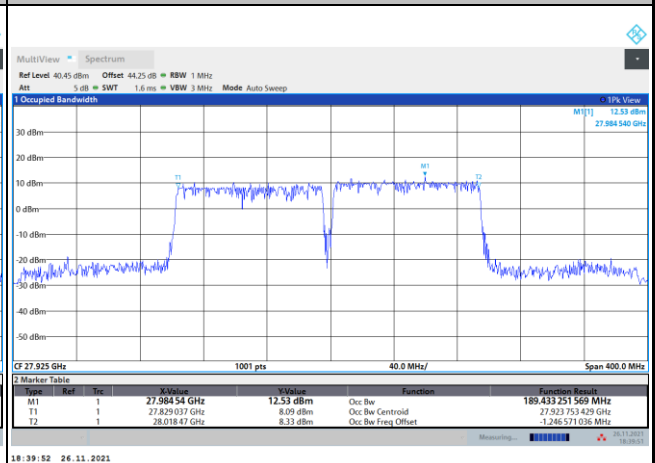 MultiView Spectrum
Ref Level 40.45 dBm Offset 44.25 dB RBW 1 MHz
Att 5 dB SWT 1.6 ms VBW 3 MHz Mode Auto Sweep
1 Occupied Bandwidth 1Pk View
M1[1] 12.53 dBm
27.984 540 GHz
30 dBm
20 dBm
M1
T1 T2
10 dBm
0 dBm
-10 dBm
-20 dBm
-30 dBm
-40 dBm
-50 dBm
CF 27.925 GHz 1001 pts 40.0 MHz/ Span 400.0 MHz
2 Marker Table
Type Ref Trc X-Value Y-Value Function Function Result
M1 1 27.984 54 GHz 12.53 dBm Occ Bw 189.433 251 569 MHz
T1 1 27.829 037 GHz 8.09 dBm Occ Bw Centroid 27.923 753 429 GHz
T2 1 28.018 47 GHz 8.33 dBm Occ Bw Freq Offset -1.246 571 036 MHz
Measuring... 26.11.2021
18:39:51
18:39:52 26.11.2021